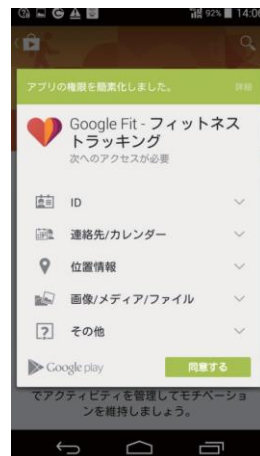 92% 14:00
アプリの権限を簡素化しました。 詳細
Google Fit - フィットネス
トラッキング
次へのアクセスが必要
ID
連絡先/カレンダー
位置情報
画像/メディア/ファイル
? その他
Google play 同意する
でアクティビティを管理してモチベーショ
ンを維持しましょう。